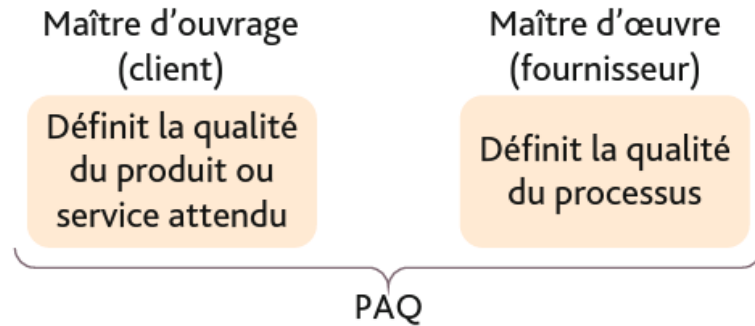 Maître d'ouvrage
(client)
Définit la qualité
du produit ou
service attendu
Maître d'œuvre
(fournisseur)
Définit la qualité
du processus
PAQ